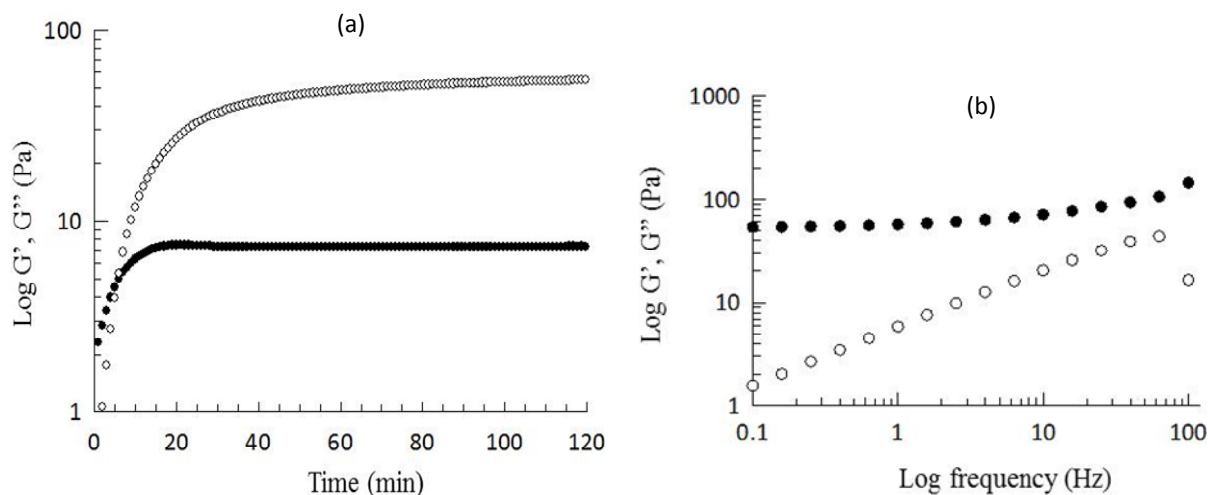 (a)
100
10
1
Log G', G''' (Pa)
0 20 40 60 80 100 120
Time (min)
(b)
1000
100
10
1
Log G', G'' (Pa)
0.1 1 10 100
Log frequency (Hz)